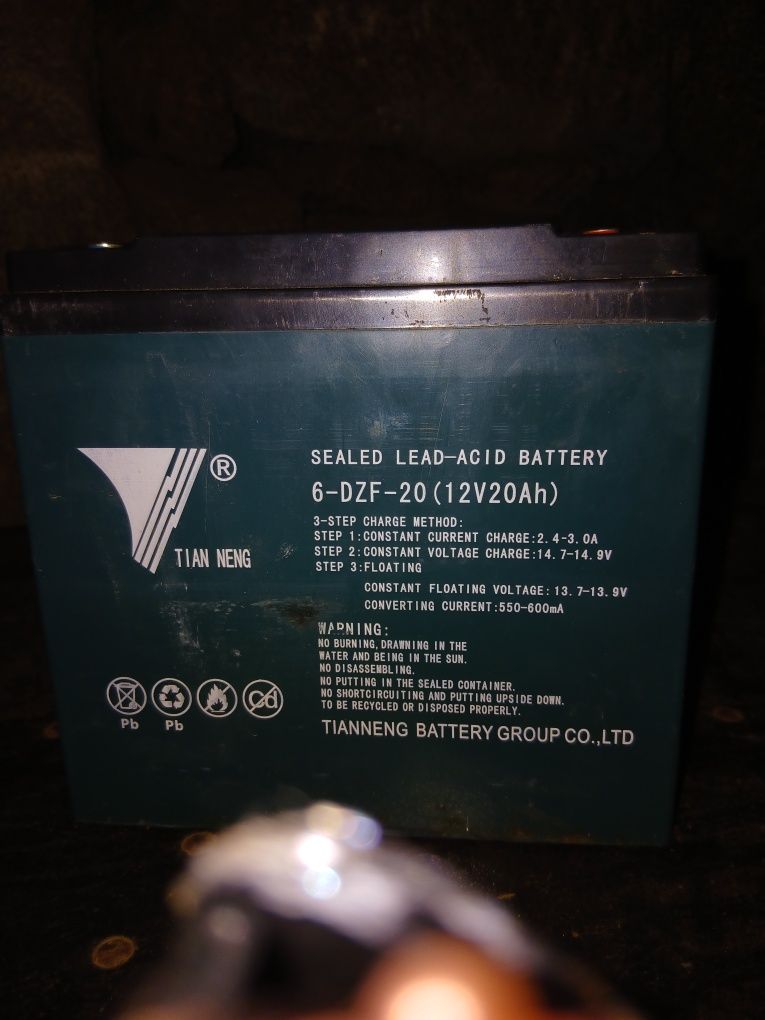 ®
TIAN NENG
SEALED LEAD-ACID BATTERY
6-DZF-20(12V20Ah)
3-STEP CHARGE METHOD:
STEP 1:CONSTANT CURRENT CHARGE:2.4-3.0A
STEP 2:CONSTANT VOLTAGE CHARGE:14.7-14.9V
STEP 3:FLOATING
CONSTANT FLOATING VOLTAGE:13.7-13.9V
CONVERTING CURRENT:550-600mA
WARNING:
NO BURNING,DRAWNING IN THE
WATER AND BEING IN THE SUN.
NO DISASSEMBLING.
NO PUTTING IN THE SEALED CONTAINER.
NO SHORTCIRCUITING AND PUTTING UPSIDE DOWN.
TO BE RECYCLED OR DISPOSED PROPERLY.
Cd
Pb Pb
TIANNENG BATTERY GROUP CO.,LTD